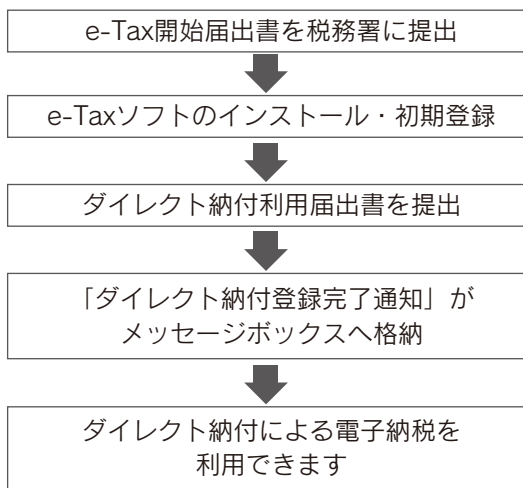 e-Tax開始届出書を税務署に提出
e-Taxソフトのインストール・初期登録
ダイレクト納付利用届出書を提出
「ダイレクト納付登録完了通知」が
メッセージボックスへ格納
ダイレクト納付による電子納税を
利用できます